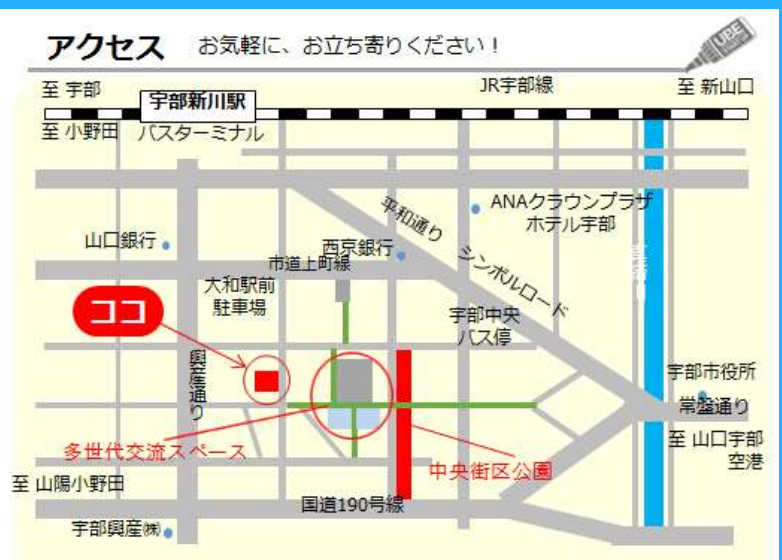 アクセス お気軽に、お立ち寄りください！
UBE
至 宇部
JR宇部線
至 新山口
宇部新川駅
至 小野田
バスターミナル
ANAクラウンプラザ
ホテル宇部
平和通り
山口銀行
西京銀行
シンボルロード
市道上町線
大和駅前
駐車場
ココ
宇部中央
バス停
興産通り
宇部市役所
常盤通り
多世代交流スペース
中央街区公園
至 山口宇部
空港
至 山陽小野田
国道190号線
宇部興産㈱